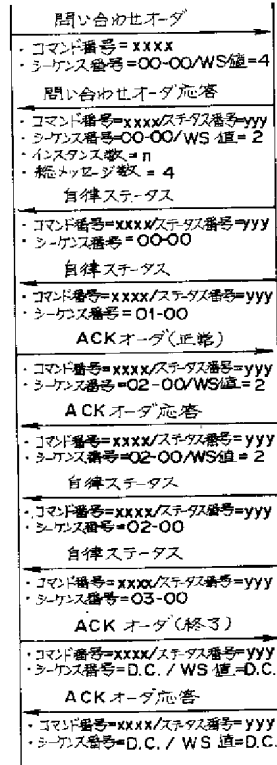 問い合わせオーダ
・コマンド番号=xxxx
・シーケンス番号=00-00/WS値=4
問い合わせオーダ応答
・コマンド番号=xxxx/ステータス番号=yyy
・シーケンス番号=00-00/WS値=2
・インスタンス数=n
・総メッセージ数=4
自律ステータス
・コマンド番号=xxxx/ステータス番号=yyy
・シーケンス番号=00-00
自律ステータス
・コマンド番号=xxxx/ステータス番号=yyy
・シーケンス番号=01-00
ACKオーダ(正常)
・コマンド番号=xxxx/ステータス番号=yyy
・シーケンス番号=02-00/WS値=2
ACKオーダ応答
・コマンド番号=xxxx/ステータス番号=yyy
・シーケンス番号=02-00/WS値=2
自律ステータス
・コマンド番号=xxxx/ステータス番号=yyy
・シーケンス番号=02-00
自律ステータス
・コマンド番号=xxxx/ステータス番号=yyy
・シーケンス番号=03-00
ACKオーダ(終了)
・コマンド番号=xxxx/ステータス番号=yyy
・シーケンス番号=D.C./WS値=D.C.
ACKオーダ応答
・コマンド番号=xxxx/ステータス番号=yyy
・シーケンス番号=D.C./WS値=D.C.